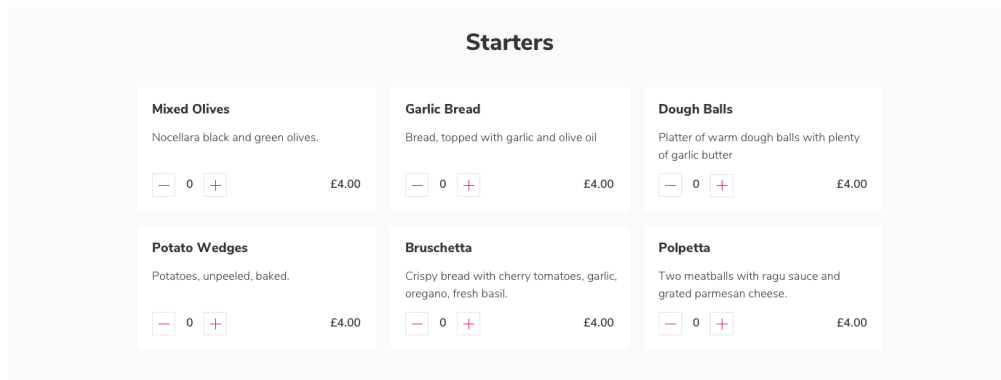 Starters
Mixed Olives
Nocellara black and green olives.
0 £4.00
Garlic Bread
Bread, topped with garlic and olive oil
0 £4.00
Dough Balls
Platter of warm dough balls with plenty
of garlic butter
0 £4.00
Potato Wedges
Potatoes, unpeeled, baked.
0 £4.00
Bruschetta
Crispy bread with cherry tomatoes, garlic,
oregano, fresh basil.
0 £4.00
Polpetta
Two meatballs with ragu sauce and
grated parmesan cheese.
0 £4.00